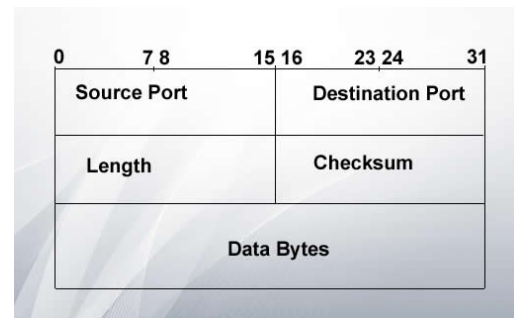 0 7 8 15 16 23 24 31
Source Port Destination Port
Length Checksum
Data Bytes